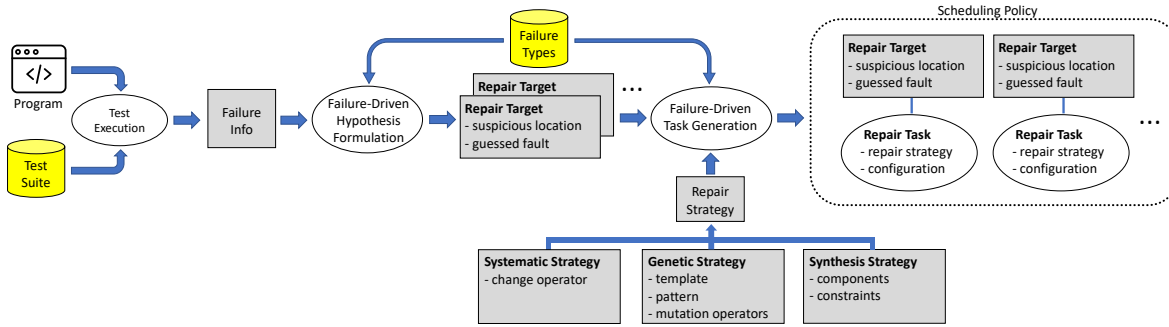 Scheduling Policy
</>
Program
Test
Suite
Test
Execution
Failure
Info
Failure-Driven
Hypothesis
Formulation
Failure
Types
Repair Target
Repair Target
- suspicious location
- guessed fault
...
Failure-Driven
Task Generation
Repair
Strategy
Systematic Strategy
- change operator
Genetic Strategy
- template
- pattern
- mutation operators
Synthesis Strategy
- components
- constraints
Repair Target
- suspicious location
- guessed fault
Repair Task
- repair strategy
- configuration
Repair Target
- suspicious location
- guessed fault
Repair Task
- repair strategy
- configuration
...